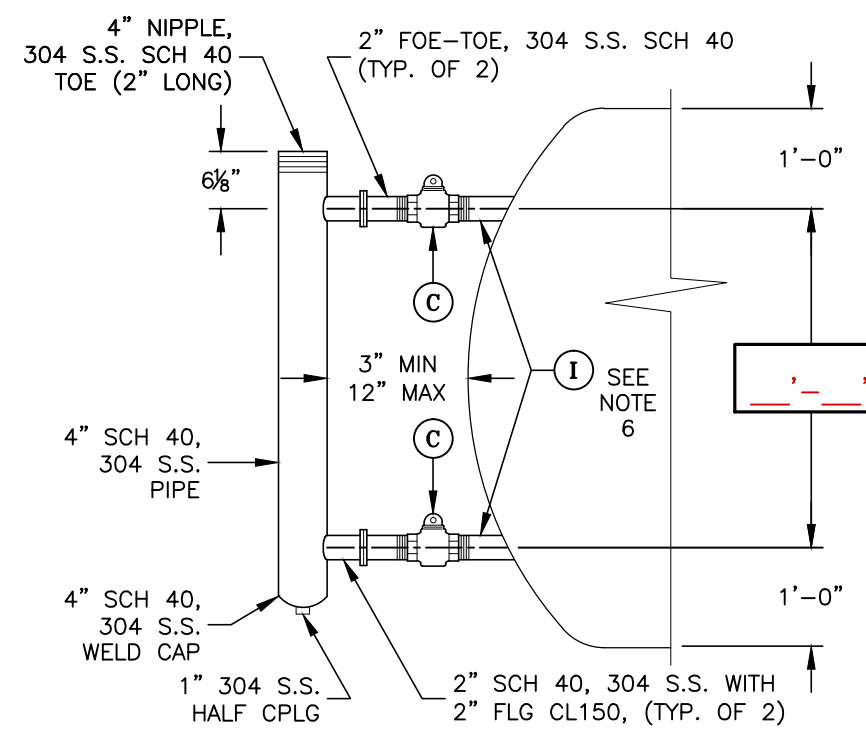 4” NIPPLE,
304 S.S. SCH 40
TOE (2” LONG)
2” FOE-TOE, 304 S.S. SCH 40
(TYP. OF 2)
1’-0”
6⅛”
C
3” MIN
12” MAX
I
SEE
NOTE
6
__’-__’
C
4” SCH 40,
304 S.S.
PIPE
4” SCH 40,
304 S.S.
WELD CAP
1’-0”
1” 304 S.S.
HALF CPLG
2” SCH 40, 304 S.S. WITH
2” FLG CL150, (TYP. OF 2)